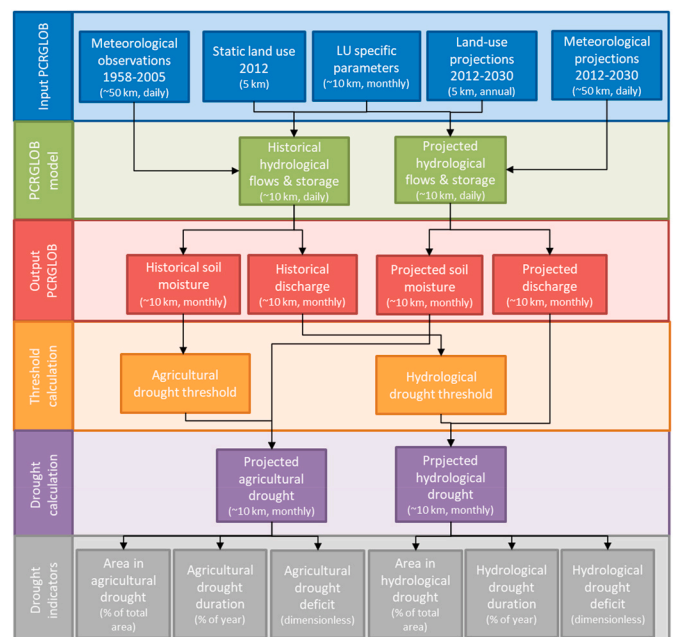 Input PCRGLOB
Meteorological
observations
1958-2005
(~50 km, daily)
Static land use
2012
(5 km)
LU specific
parameters
(~10 km, monthly)
Land-use
projections
2012-2030
(5 km, annual)
Meteorological
projections
2012-2030
(~50 km, daily)
PCRGLOB
model
Historical
hydrological
flows & storage
(~10 km, daily)
Projected
hydrological
flows & storage
(~10 km, daily)
Output
PCRGLOB
Historical soil
moisture
(~10 km, monthly)
Historical
discharge
(~10 km, monthly)
Projected soil
moisture
(~10 km, monthly)
Projected
discharge
(~10 km, monthly)
Threshold
calculation
Agricultural
drought threshold
Hydrological
drought threshold
Drought
calculation
Projected
agricultural
drought
(~10 km, monthly)
Prpjected
hydrological
drought
(~10 km, monthly)
Drought
indicators
Area in
agricultural
drought
(% of total
area)
Agricultural
drought
duration
(% of year)
Agricultural
drought
deficit
(dimensionless)
Area in
hydrological
drought
(% of total
area)
Hydrological
drought
duration
(% of year)
Hydrological
drought
deficit
(dimensionless)